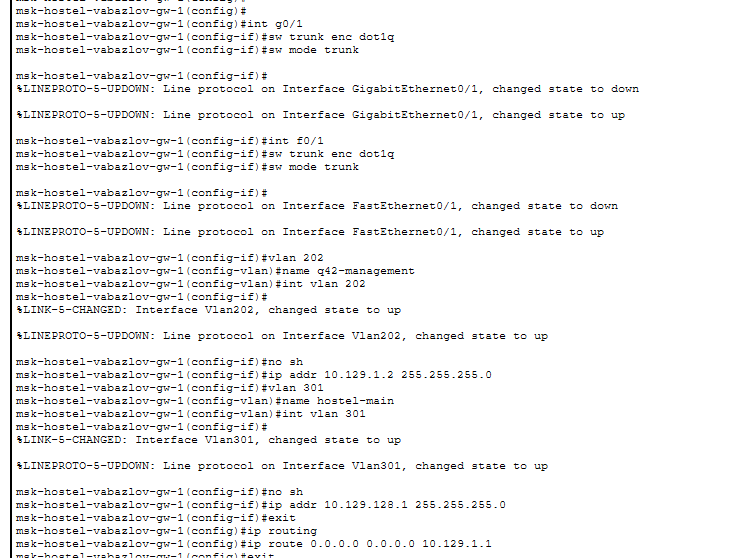 msk-hostel-vabazlov-gw-1(config)#
msk-hostel-vabazlov-gw-1(config)#
msk-hostel-vabazlov-gw-1(config)#int g0/1
msk-hostel-vabazlov-gw-1(config-if)#sw trunk enc dot1q
msk-hostel-vabazlov-gw-1(config-if)#sw mode trunk
msk-hostel-vabazlov-gw-1(config-if)#
%LINEPROTO-5-UPDOWN: Line protocol on Interface GigabitEthernet0/1, changed state to down
%LINEPROTO-5-UPDOWN: Line protocol on Interface GigabitEthernet0/1, changed state to up
msk-hostel-vabazlov-gw-1(config-if)#int f0/1
msk-hostel-vabazlov-gw-1(config-if)#sw trunk enc dot1q
msk-hostel-vabazlov-gw-1(config-if)#sw mode trunk
msk-hostel-vabazlov-gw-1(config-if)#
%LINEPROTO-5-UPDOWN: Line protocol on Interface FastEthernet0/1, changed state to down
%LINEPROTO-5-UPDOWN: Line protocol on Interface FastEthernet0/1, changed state to up
msk-hostel-vabazlov-gw-1(config-if)#vlan 202
msk-hostel-vabazlov-gw-1(config-vlan)#name q42-management
msk-hostel-vabazlov-gw-1(config-vlan)#int vlan 202
msk-hostel-vabazlov-gw-1(config-if)#
%LINK-5-CHANGED: Interface Vlan202, changed state to up
%LINEPROTO-5-UPDOWN: Line protocol on Interface Vlan202, changed state to up
msk-hostel-vabazlov-gw-1(config-if)#no sh
msk-hostel-vabazlov-gw-1(config-if)#ip addr 10.129.1.2 255.255.255.0
msk-hostel-vabazlov-gw-1(config-if)#vlan 301
msk-hostel-vabazlov-gw-1(config-vlan)#name hostel-main
msk-hostel-vabazlov-gw-1(config-vlan)#int vlan 301
msk-hostel-vabazlov-gw-1(config-if)#
%LINK-5-CHANGED: Interface Vlan301, changed state to up
%LINEPROTO-5-UPDOWN: Line protocol on Interface Vlan301, changed state to up
msk-hostel-vabazlov-gw-1(config-if)#no sh
msk-hostel-vabazlov-gw-1(config-if)#ip addr 10.129.128.1 255.255.255.0
msk-hostel-vabazlov-gw-1(config-if)#exit
msk-hostel-vabazlov-gw-1(config)#ip routing
msk-hostel-vabazlov-gw-1(config)#ip route 0.0.0.0 0.0.0.0 10.129.1.1
msk-hostel-vabazlov-gw-1(config)#exit